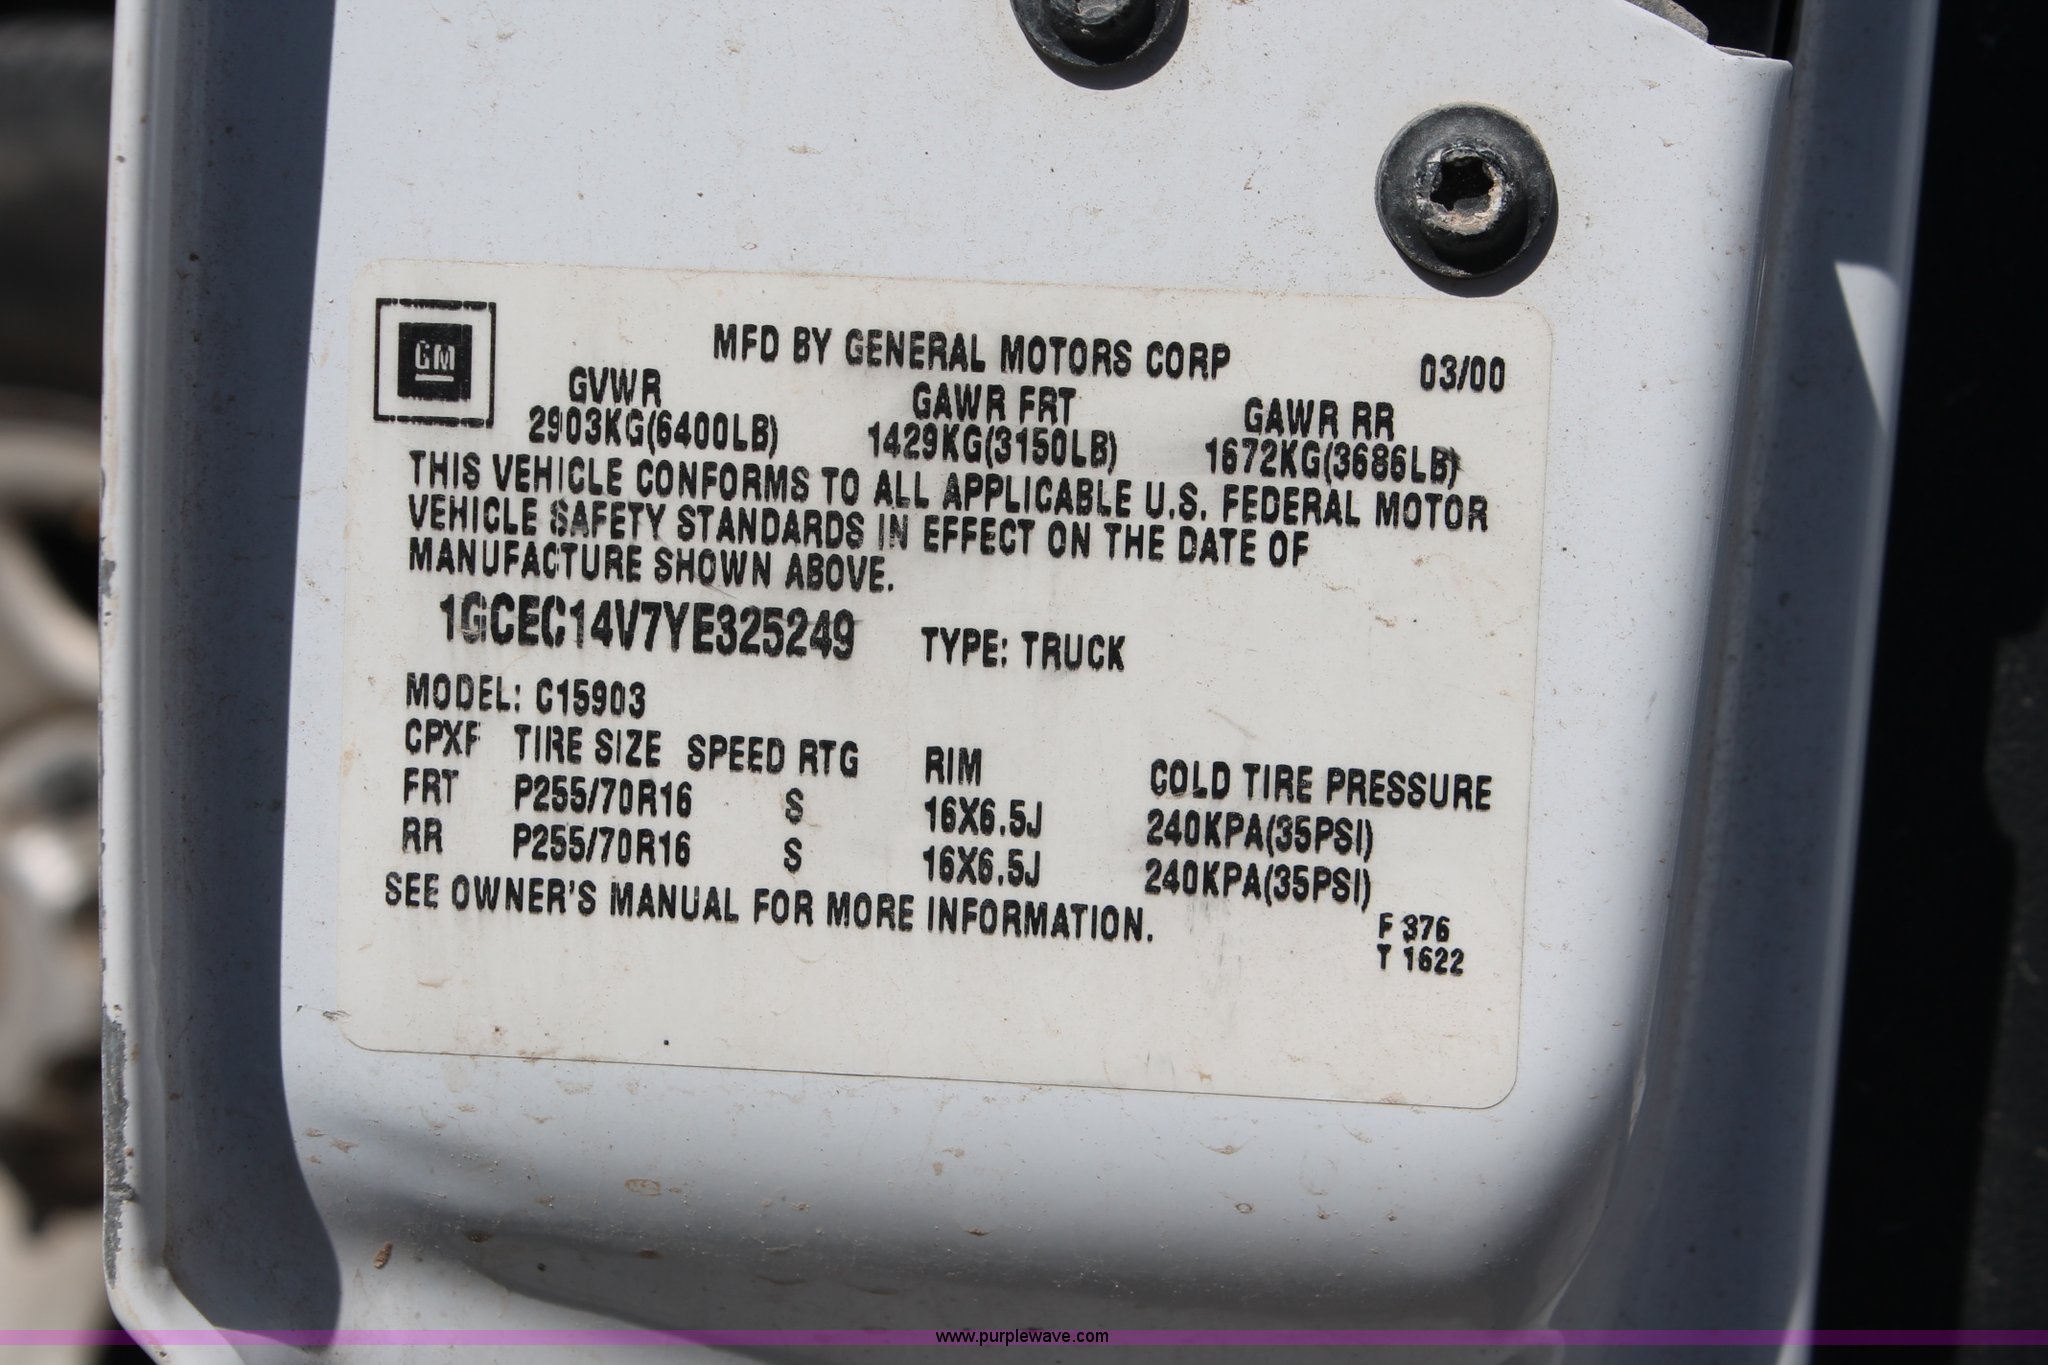 GM
MFD BY GENERAL MOTORS CORP 03/00
GVWR GAWR FRT GAWR RR
2903KG(6400LB) 1429KG(3150LB) 1672KG(3686LB)
THIS VEHICLE CONFORMS TO ALL APPLICABLE U.S. FEDERAL MOTOR
VEHICLE SAFETY STANDARDS IN EFFECT ON THE DATE OF
MANUFACTURE SHOWN ABOVE.
1GCEC14V7YE325249 TYPE: TRUCK
MODEL: C15903
CPXF TIRE SIZE SPEED RTG RIM COLD TIRE PRESSURE
FRT P255/70R16 S 16X6.5J 240KPA(35PSI)
RR P255/70R16 S 16X6.5J 240KPA(35PSI)
SEE OWNER'S MANUAL FOR MORE INFORMATION.
F 376
T 1622
www.purplewave.com